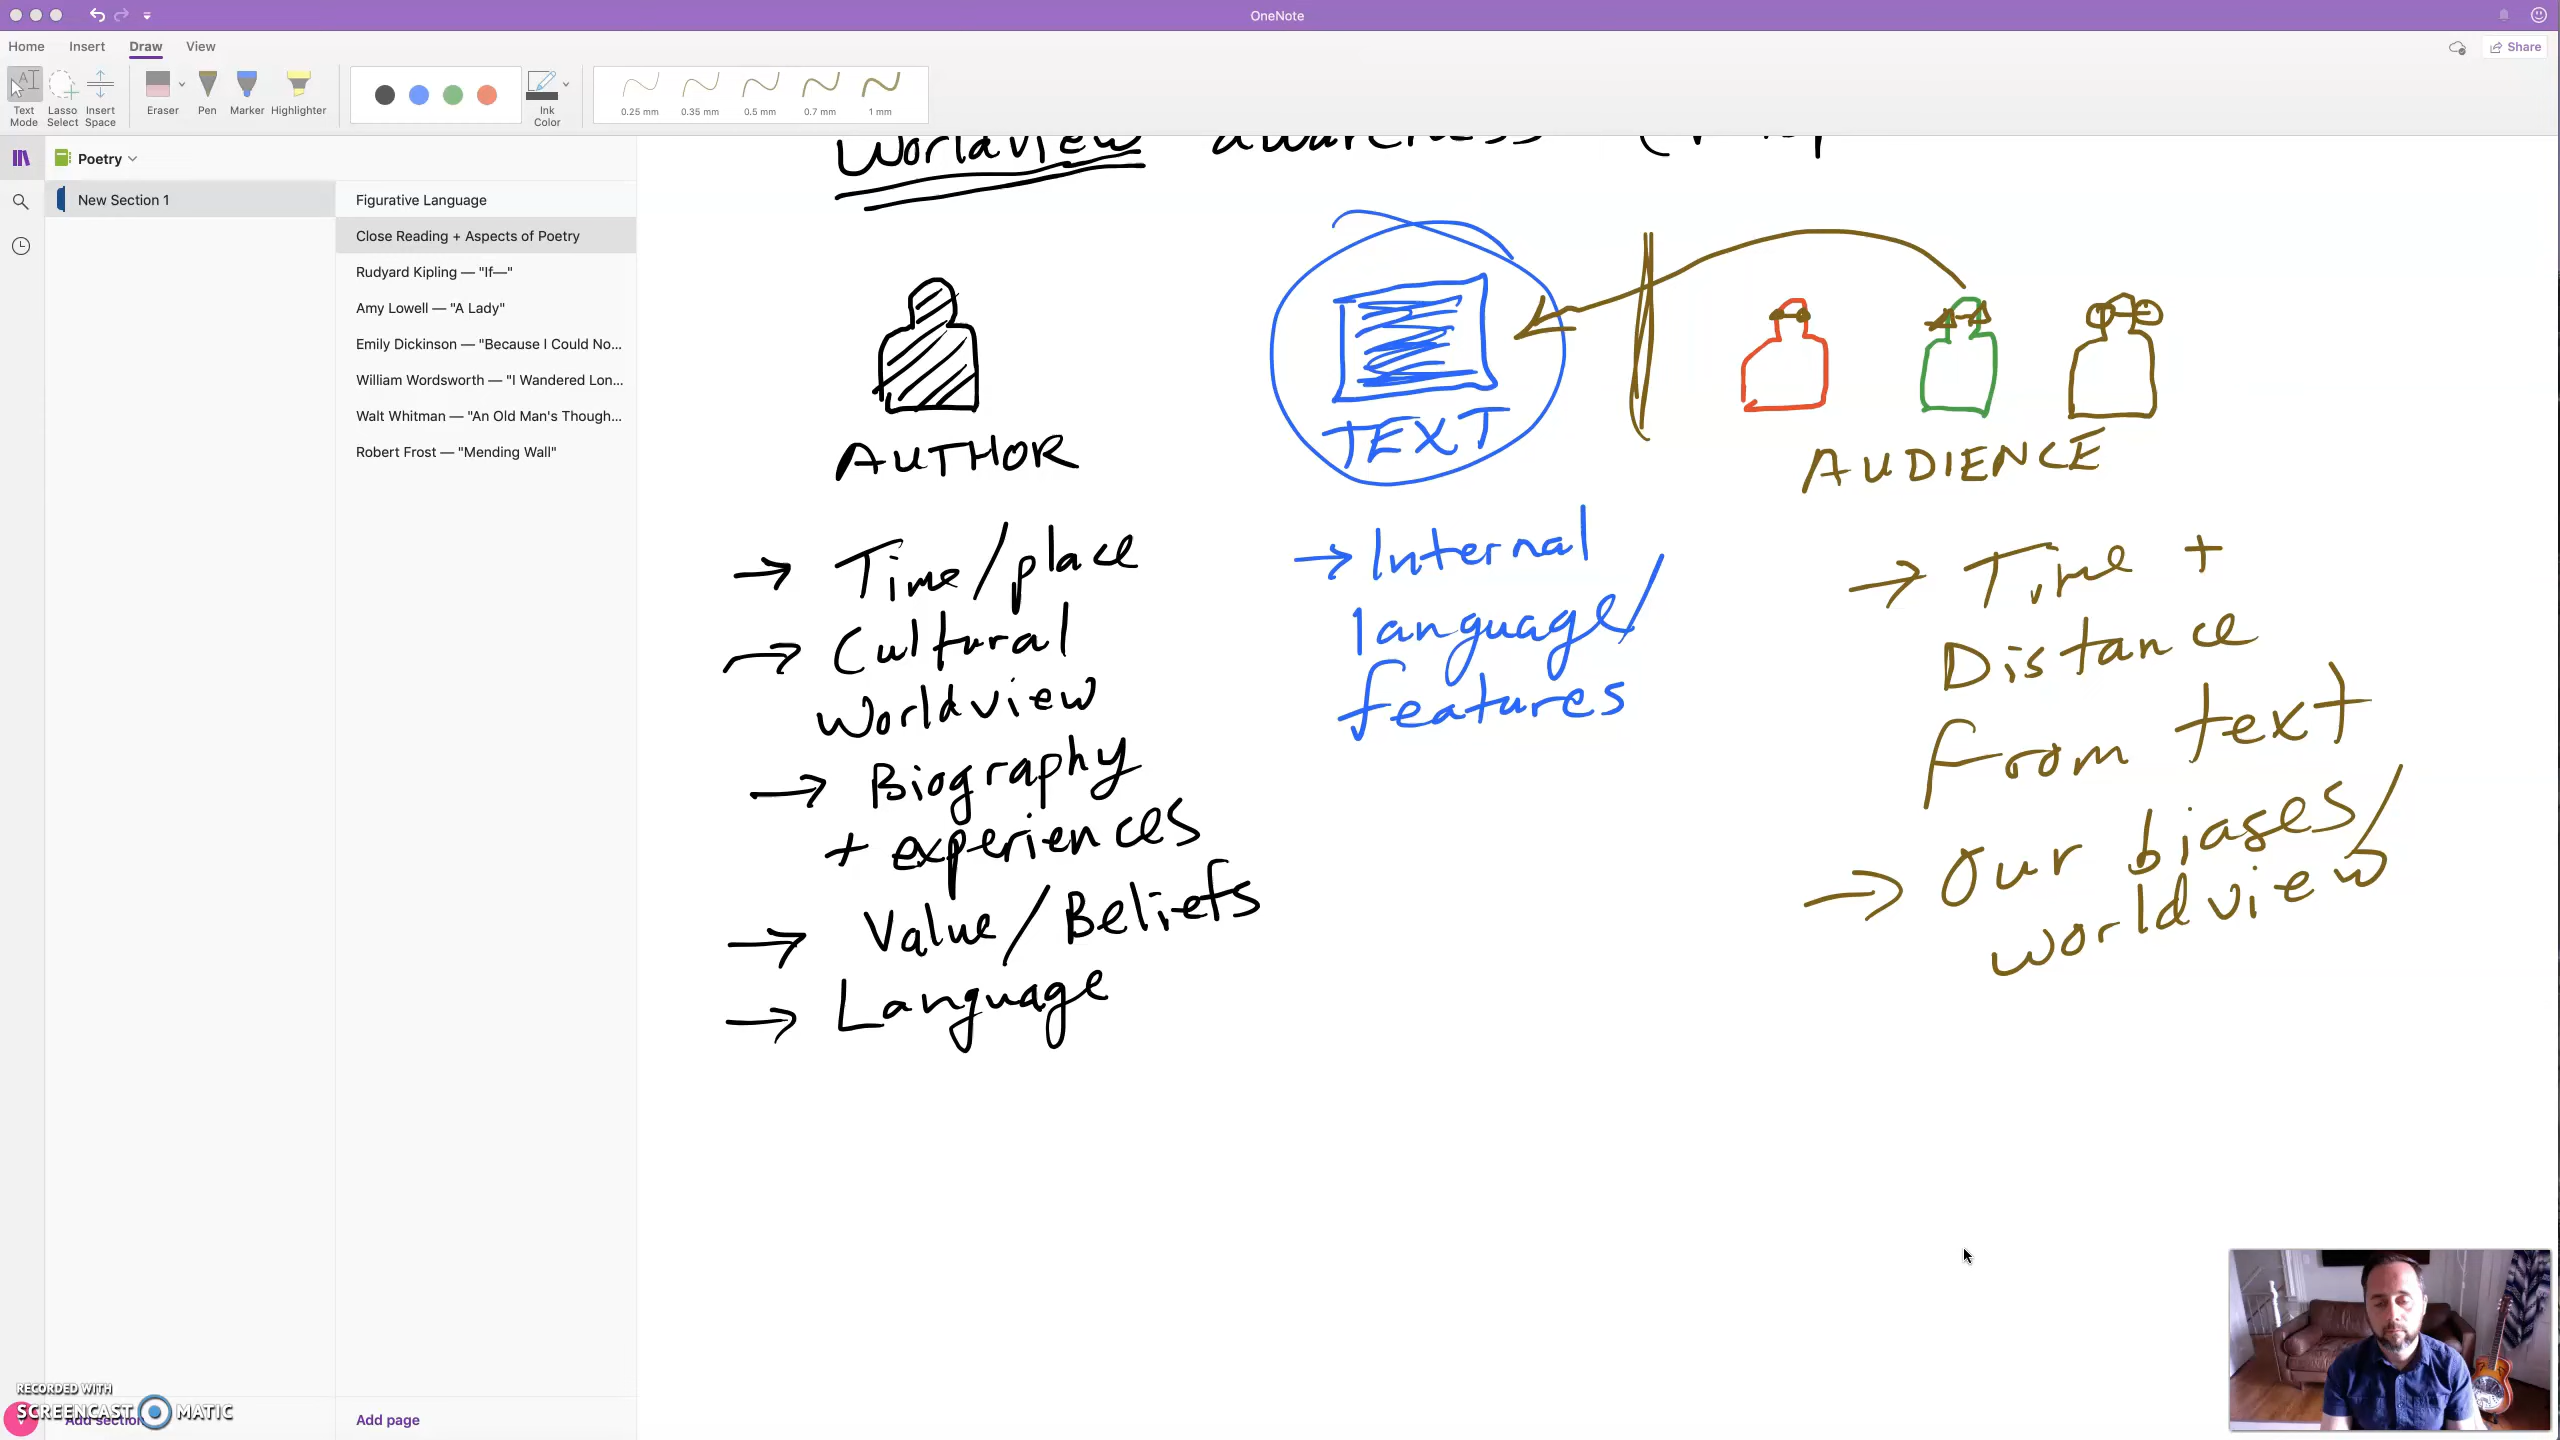 OneNote
Home Insert Draw View
Share
Text Mode
Lasso Select
Insert Space
Eraser
Pen
Marker
Highlighter
Ink Color
0.25 mm 0.35 mm 0.5 mm 0.7 mm 1 mm
Poetry
New Section 1
Figurative Language
Close Reading + Aspects of Poetry
Rudyard Kipling — "If—"
Amy Lowell — "A Lady"
Emily Dickinson — "Because I Could No...
William Wordsworth — "I Wandered Lon...
Walt Whitman — "An Old Man's Though...
Robert Frost — "Mending Wall"
Worldview awareness
AUTHOR
→ Time/place
→ Cultural
worldview
→ Biography
+ experiences
→ Value/Beliefs
→ Language
TEXT
→ Internal
language/
features
AUDIENCE
→ Time +
Distance
from text
→ Our biases/
worldview
RECORDED WITH
SCREENCAST MATIC
Add section
Add page